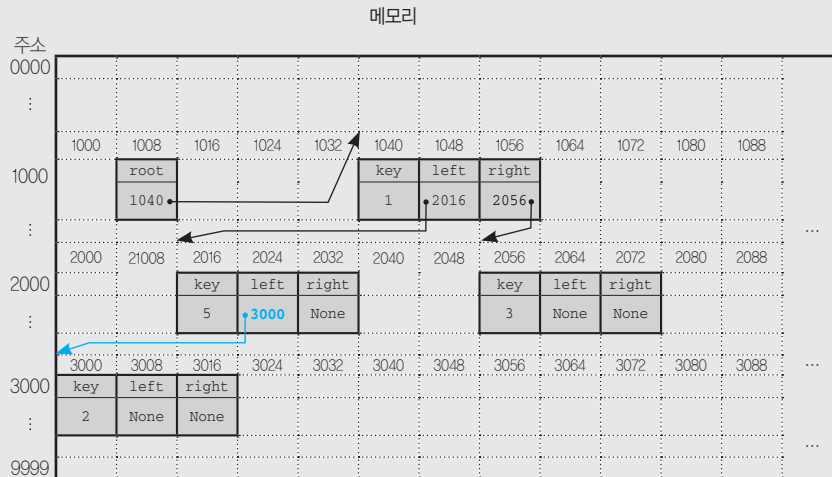 메모리
주소
0000
⋮
1000 1008 1016 1024 1032 1040 1048 1056 1064 1072 1080 1088
root key left right
1000
1040 1 2016 2056
⋮ ...
2000 21008 2016 2024 2032 2040 2048 2056 2064 2072 2080 2088
2000
key left right key left right
5 3000 None 3 None None
⋮
3000 3008 3016 3024 3032 3040 3048 3056 3064 3072 3080 3088 ...
3000
key left right
2 None None
⋮ ...
9999